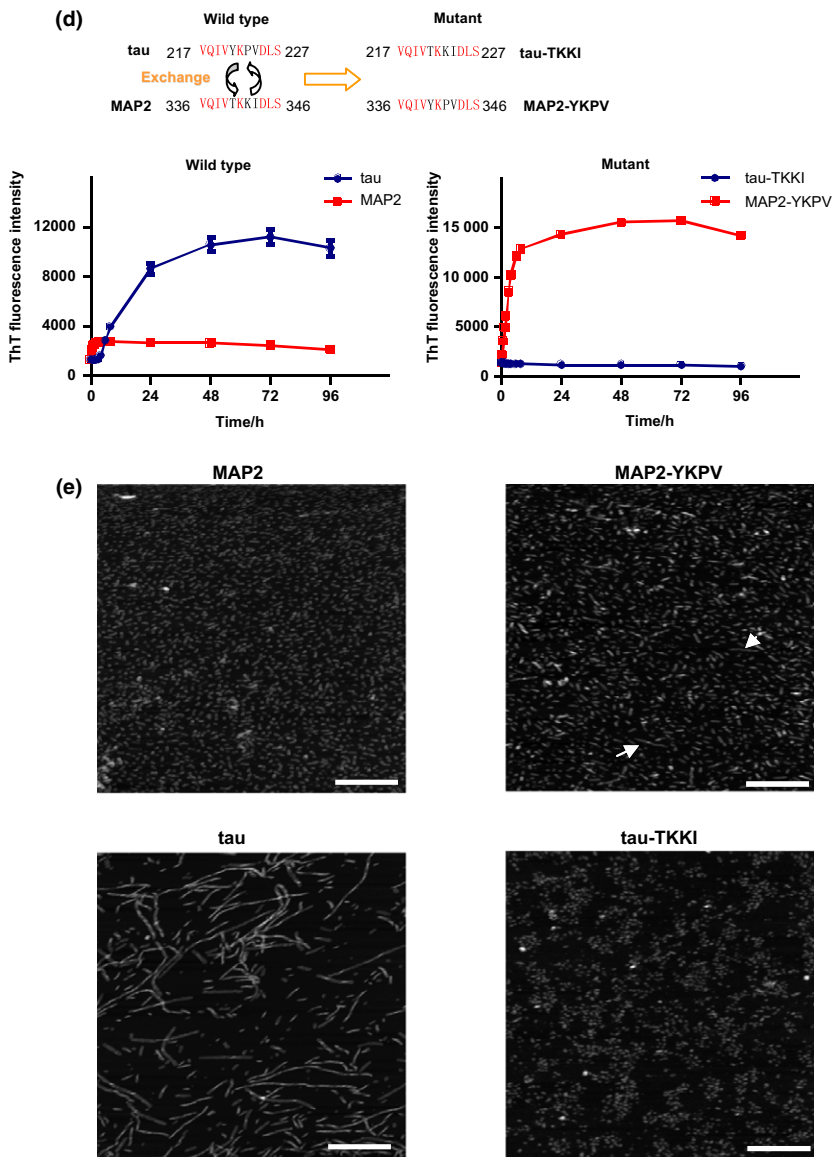 (d)
Wild type Mutant
tau 217 VQIVYKPVDLS 227 217 VQIVTKKIDLS 227 tau-TKKI
Exchange
MAP2 336 VQIVTKKIDLS 346 336 VQIVYKPVDLS 346 MAP2-YKPV
Wild type
tau
MAP2
ThT fluorescence intensity
12000
8000
4000
0
0 24 48 72 96
Time/h
Mutant
tau-TKKI
MAP2-YKPV
ThT fluorescence intensity
15 000
10 000
5000
0
0 24 48 72 96
Time/h
(e)
MAP2
MAP2-YKPV
tau
tau-TKKI